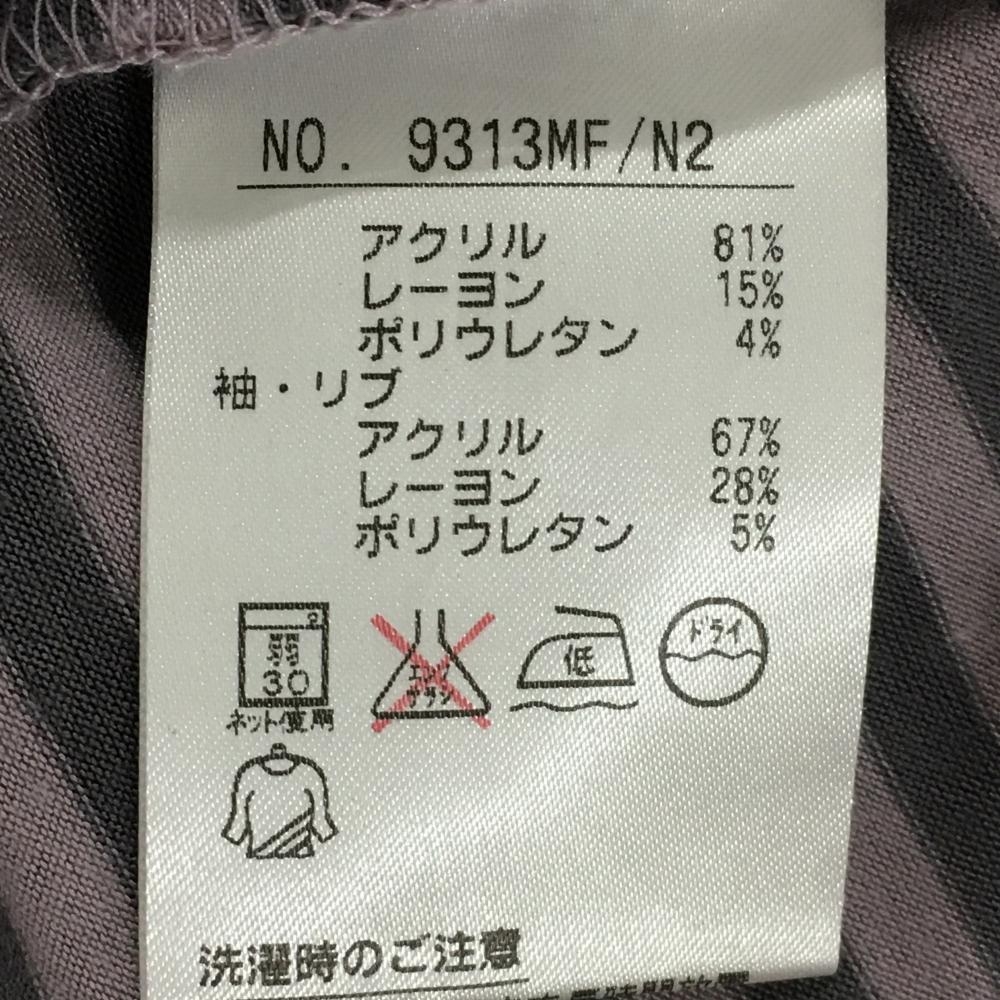 NO. 9313MF/N2
アクリル 81%
レーヨン 15%
ポリウレタン 4%
袖・リブ
アクリル 67%
レーヨン 28%
ポリウレタン 5%
弱
30
ネット使用
エンソ
サラシ
低
ドライ
洗濯時のご注意